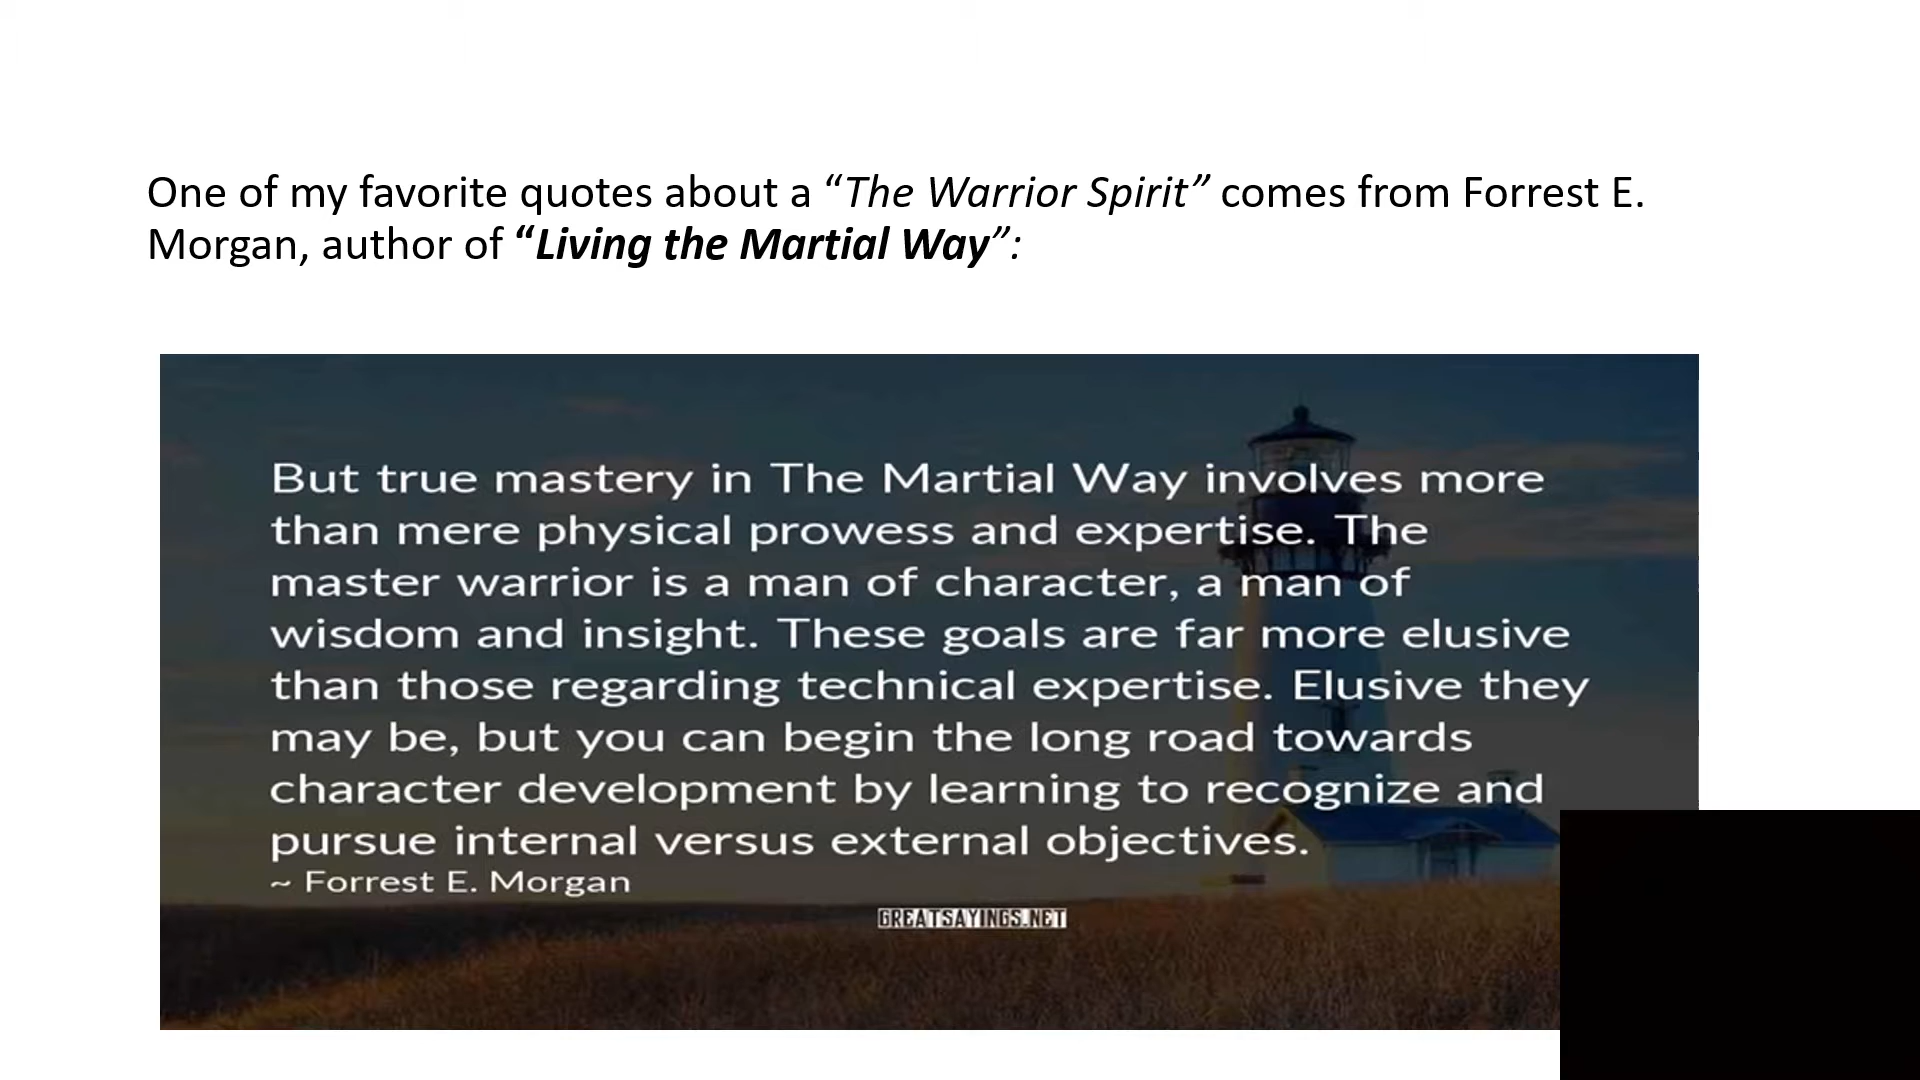 One of my favorite quotes about a “The Warrior Spirit” comes from Forrest E.
Morgan, author of “Living the Martial Way”:
But true mastery in The Martial Way involves more
than mere physical prowess and expertise. The
master warrior is a man of character, a man of
wisdom and insight. These goals are far more elusive
than those regarding technical expertise. Elusive they
may be, but you can begin the long road towards
character development by learning to recognize and
pursue internal versus external objectives.
~ Forrest E. Morgan
GREATSAYINGS.NET